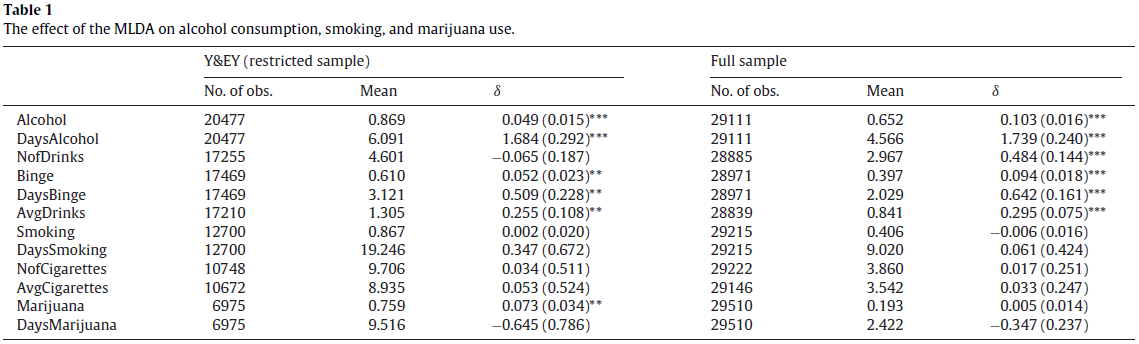 Table 1
The effect of the MLDA on alcohol consumption, smoking, and marijuana use.
Y&EY (restricted sample) Full sample
No. of obs. Mean δ No. of obs. Mean δ
Alcohol 20477 0.869 0.049 (0.015)*** 29111 0.652 0.103 (0.016)***
DaysAlcohol 20477 6.091 1.684 (0.292)*** 29111 4.566 1.739 (0.240)***
NofDrinks 17255 4.601 −0.065 (0.187) 28885 2.967 0.484 (0.144)***
Binge 17469 0.610 0.052 (0.023)** 28971 0.397 0.094 (0.018)***
DaysBinge 17469 3.121 0.509 (0.228)** 28971 2.029 0.642 (0.161)***
AvgDrinks 17210 1.305 0.255 (0.108)** 28839 0.841 0.295 (0.075)***
Smoking 12700 0.867 0.002 (0.020) 29215 0.406 −0.006 (0.016)
DaysSmoking 12700 19.246 0.347 (0.672) 29215 9.020 0.061 (0.424)
NofCigarettes 10748 9.706 0.034 (0.511) 29222 3.860 0.017 (0.251)
AvgCigarettes 10672 8.935 0.053 (0.524) 29146 3.542 0.033 (0.247)
Marijuana 6975 0.759 0.073 (0.034)** 29510 0.193 0.005 (0.014)
DaysMarijuana 6975 9.516 −0.645 (0.786) 29510 2.422 −0.347 (0.237)